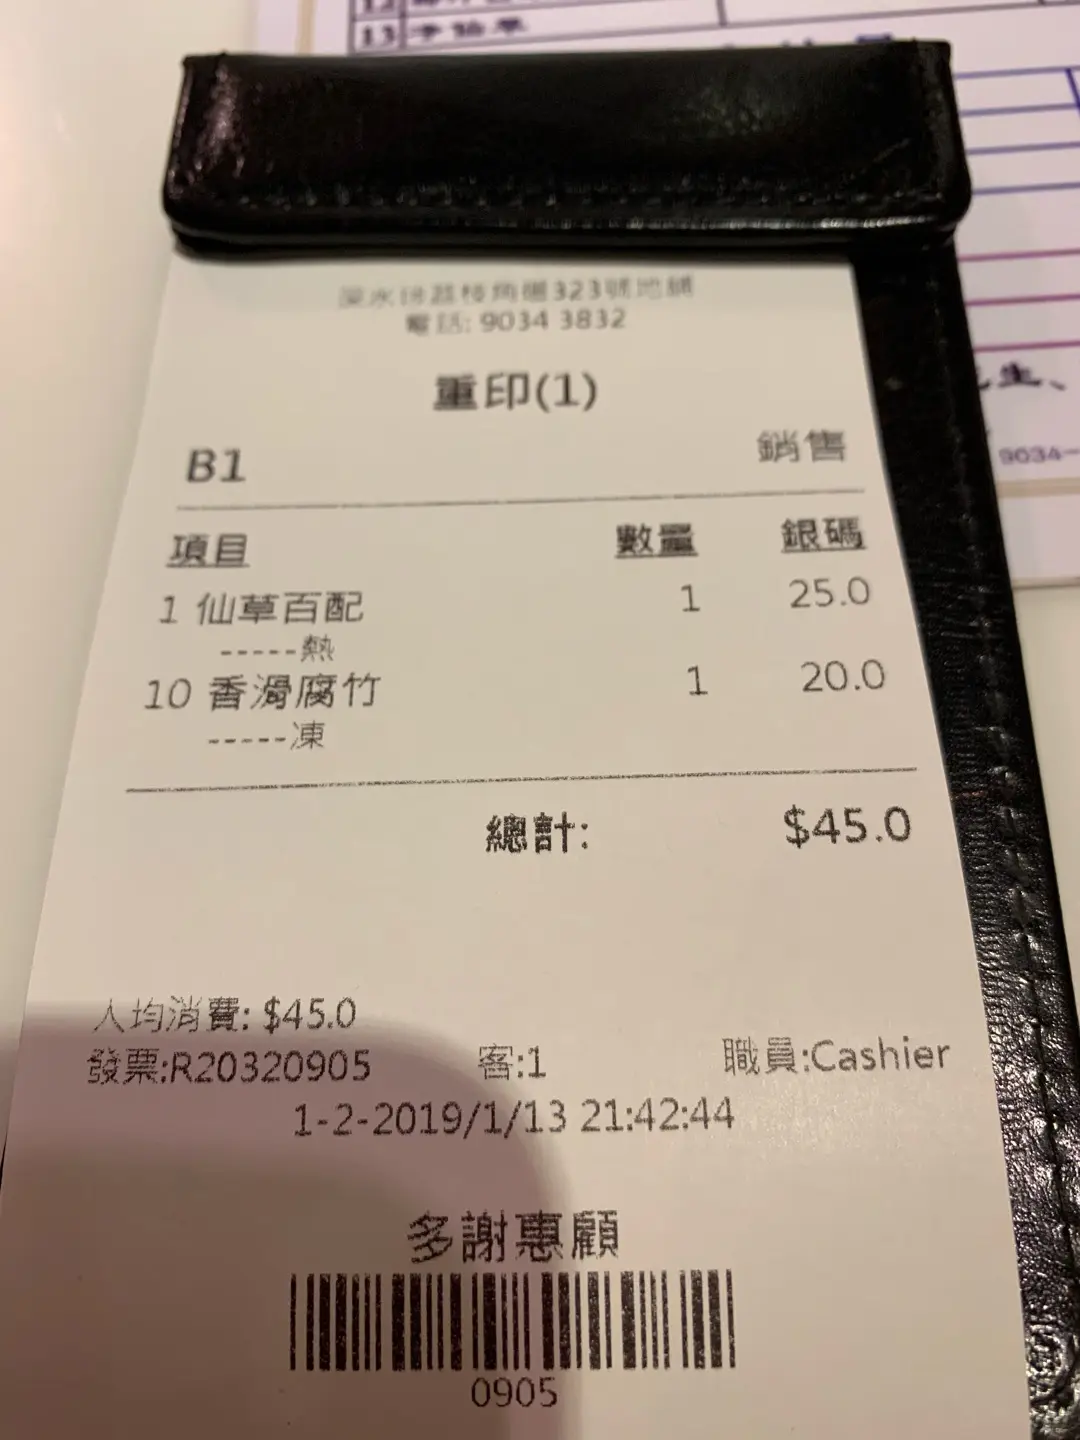 13
深水埗荔枝角道323號地舖
電話: 9034 3832
重印(1)
B1 銷售
項目 數量 銀碼
1 仙草百配 1 25.0
-----熱
10 香滑腐竹 1 20.0
-----凍
總計: $45.0
人均消費: $45.0
發票:R20320905 客:1 職員:Cashier
1-2-2019/1/13 21:42:44
多謝惠顧
0905
生、
9034-